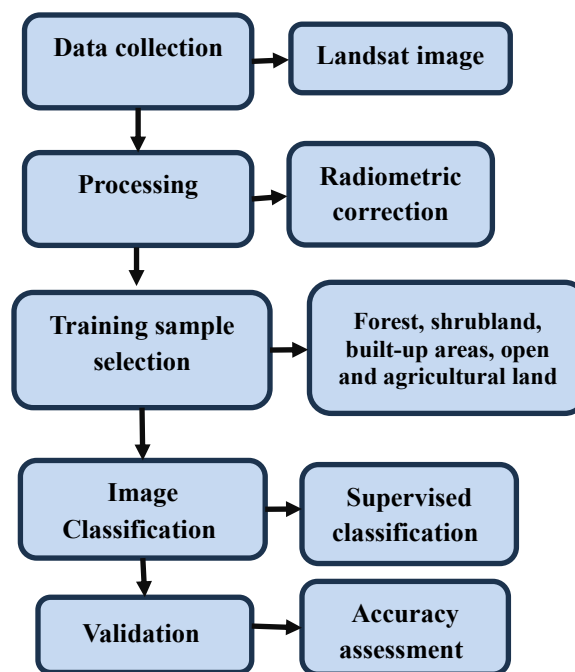 Data collection
Landsat image
Processing
Radiometric
correction
Training sample
selection
Forest, shrubland,
built-up areas, open
and agricultural land
Image
Classification
Supervised
classification
Validation
Accuracy
assessment